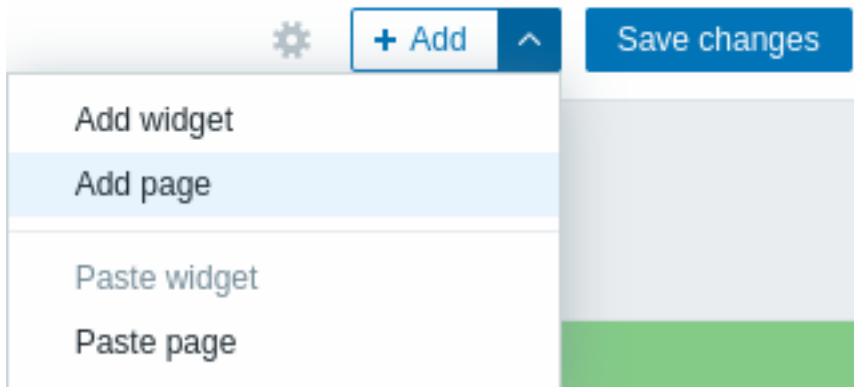 + Add
Save changes
Add widget
Add page
Paste widget
Paste page